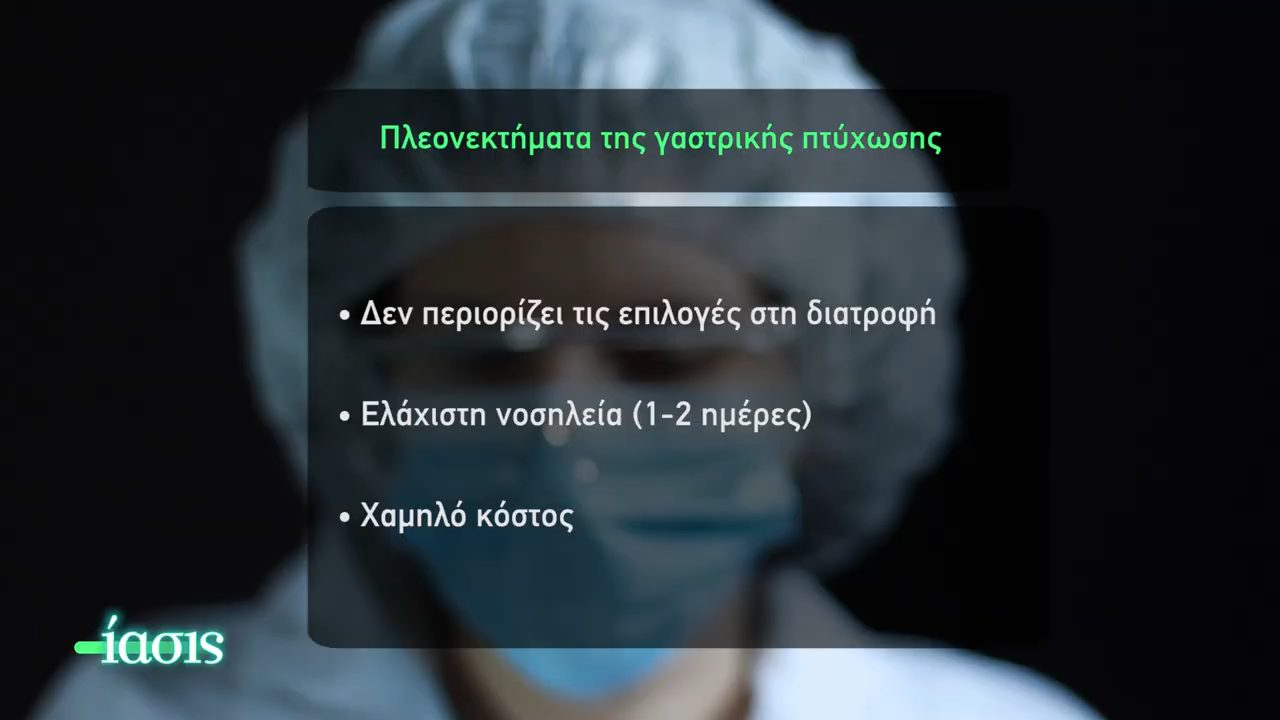 Πλεονεκτήματα της γαστρικής πτύχωσης
• Δεν περιορίζει τις επιλογές στη διατροφή
• Ελάχιστη νοσηλεία (1-2 ημέρες)
• Χαμηλό κόστος
ίασις